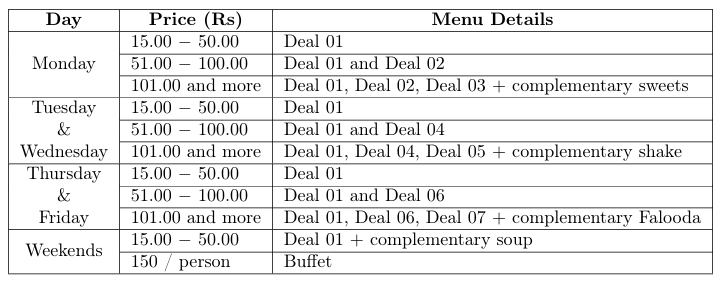 Day Price (Rs) Menu Details
15.00 − 50.00 Deal 01
Monday 51.00 − 100.00 Deal 01 and Deal 02
101.00 and more Deal 01, Deal 02, Deal 03 + complementary sweets
Tuesday 15.00 − 50.00 Deal 01
& 51.00 − 100.00 Deal 01 and Deal 04
Wednesday 101.00 and more Deal 01, Deal 04, Deal 05 + complementary shake
Thursday 15.00 − 50.00 Deal 01
& 51.00 − 100.00 Deal 01 and Deal 06
Friday 101.00 and more Deal 01, Deal 06, Deal 07 + complementary Falooda
Weekends 15.00 − 50.00 Deal 01 + complementary soup
150 / person Buffet